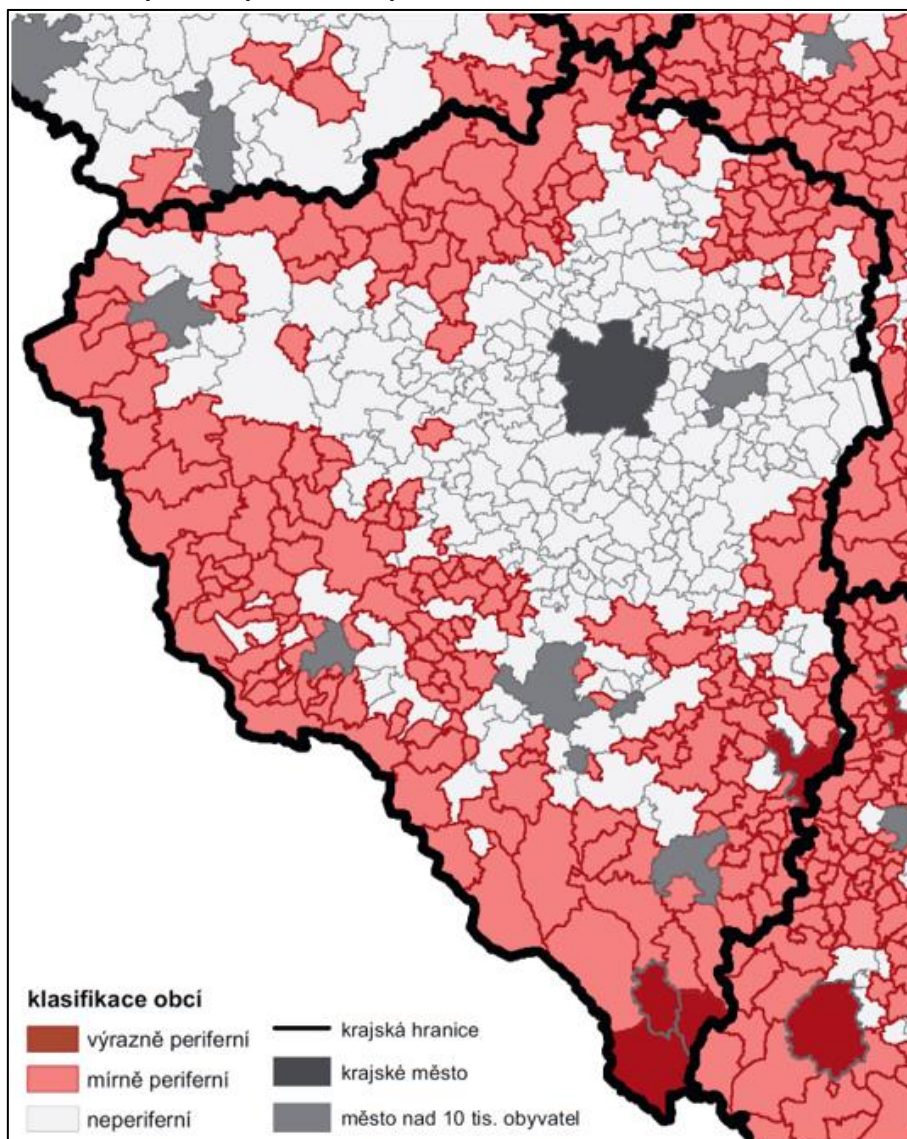 klasifikace obcí
výrazně periferní
mírně periferní
neperiferní
krajská hranice
krajské město
město nad 10 tis. obyvatel